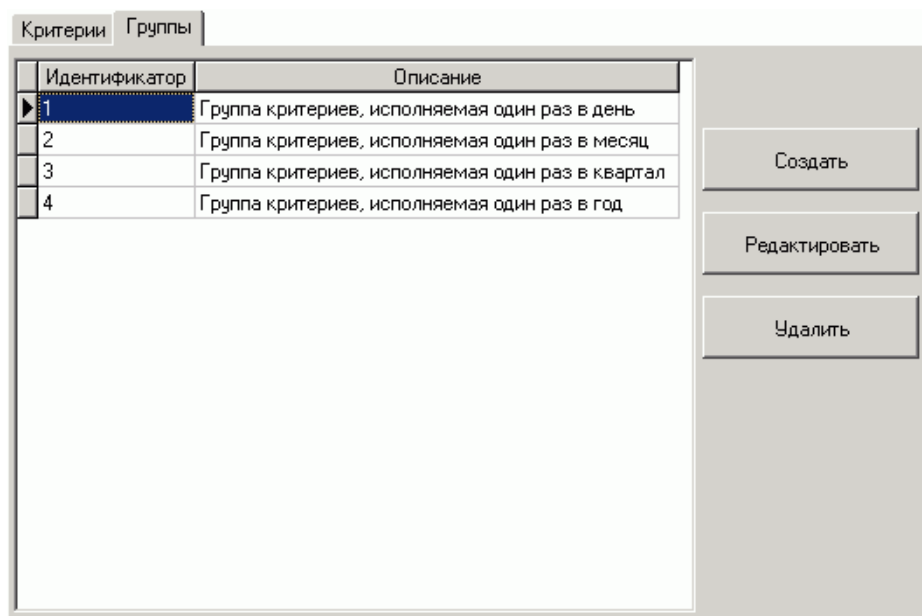 Критерии Группы
Идентификатор Описание
1 Группа критериев, исполняемая один раз в день
2 Группа критериев, исполняемая один раз в месяц
3 Группа критериев, исполняемая один раз в квартал
4 Группа критериев, исполняемая один раз в год
Создать
Редактировать
Удалить